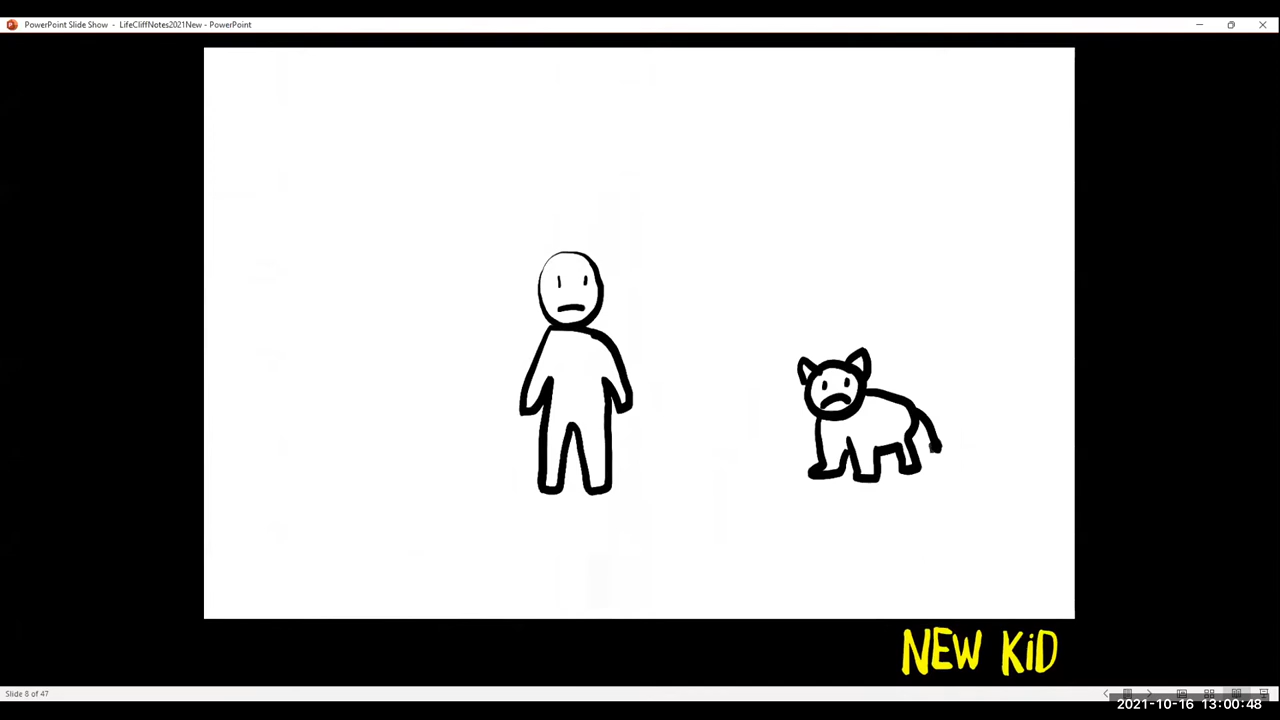 PowerPoint Slide Show - LifeCliffNotes2021New - PowerPoint
NEW KiD
Slide 8 of 47
2021-10-16 13:00:48